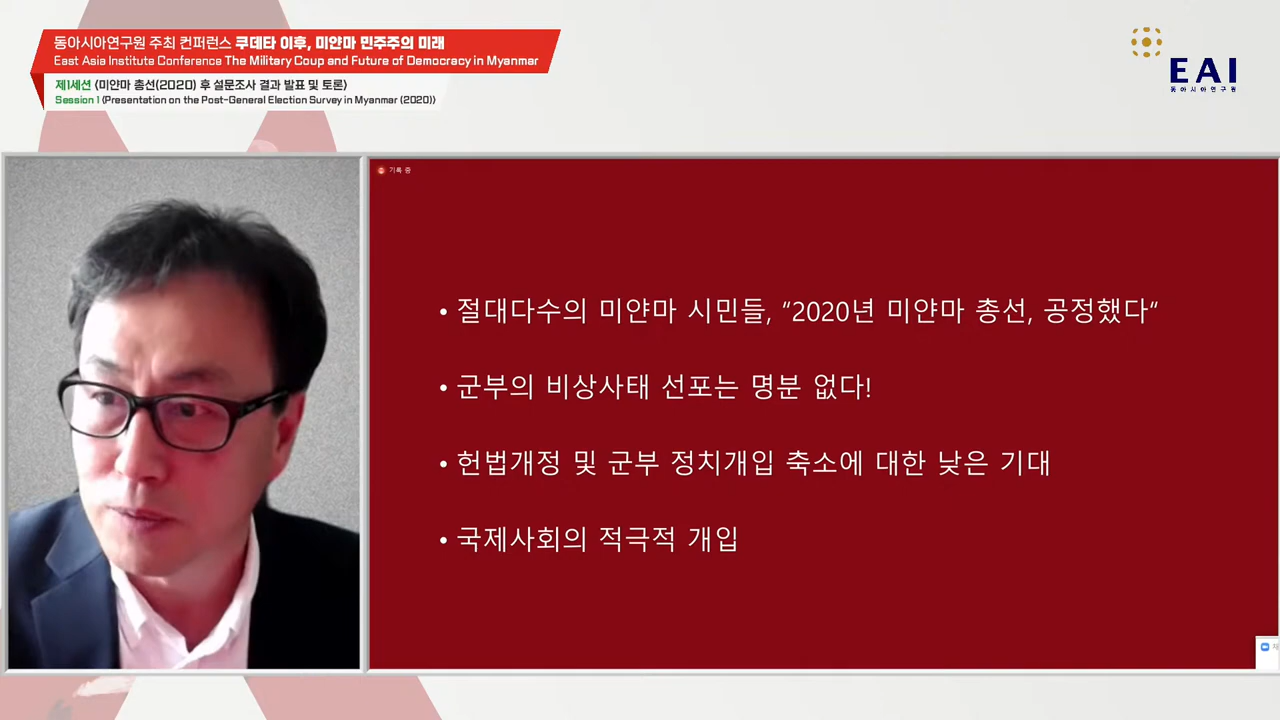 동아시아연구원 주최 컨퍼런스 쿠데타 이후, 미얀마 민주주의 미래
East Asia Institute Conference The Military Coup and Future of Democracy in Myanmar
제1세션 (미얀마 총선(2020) 후 설문조사 결과 발표 및 토론)
Session 1 (Presentation on the Post-General Election Survey in Myanmar (2020))
EAI
동아시아연구원
기록 중
• 절대다수의 미얀마 시민들, “2020년 미얀마 총선, 공정했다“
• 군부의 비상사태 선포는 명분 없다!
• 헌법개정 및 군부 정치개입 축소에 대한 낮은 기대
• 국제사회의 적극적 개입